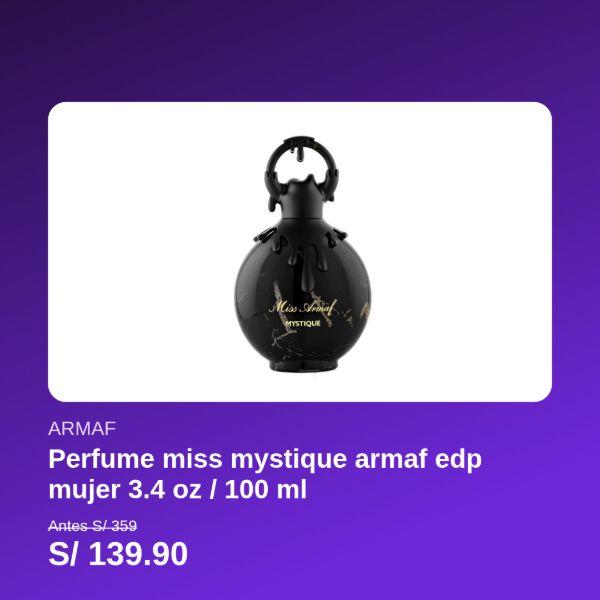 Miss Armaf
MYSTIQUE
ARMAF
Perfume miss mystique armaf edp
mujer 3.4 oz / 100 ml
Antes S/ 359
S/ 139.90